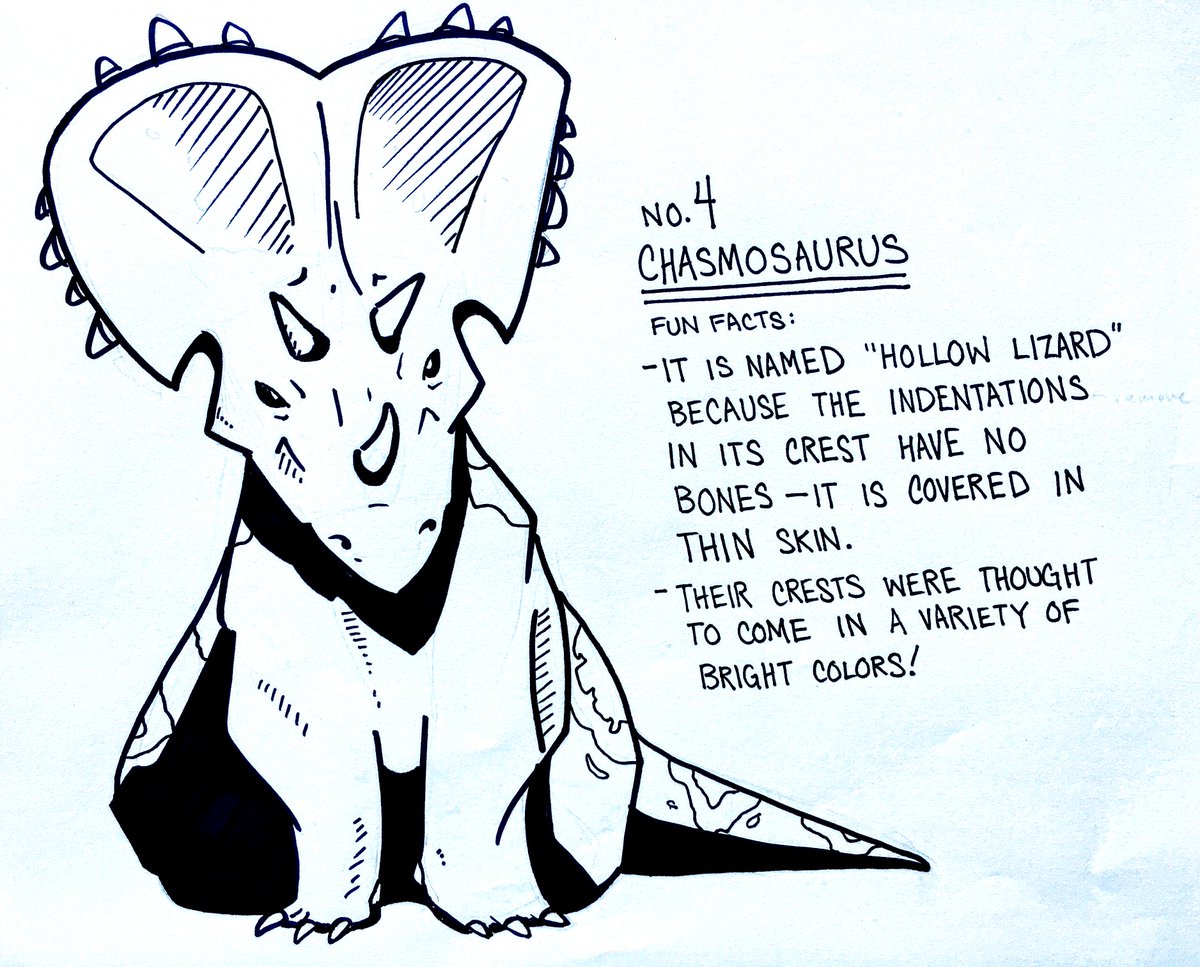 NO. 4
CHASMOSAURUS
FUN FACTS:
-IT IS NAMED "HOLLOW LIZARD"
BECAUSE THE INDENTATIONS
IN ITS CREST HAVE NO
BONES - IT IS COVERED IN
THIN SKIN.
- THEIR CRESTS WERE THOUGHT
TO COME IN A VARIETY OF
BRIGHT COLORS!